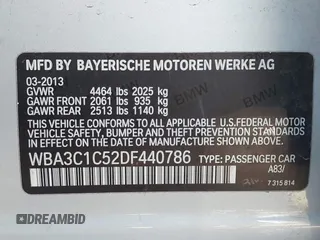 MFD BY BAYERISCHE MOTOREN WERKE AG
03-2013
GVWR 4464 lbs 2025 kg
GAWR FRONT 2061 lbs 935 kg
GAWR REAR 2513 lbs 1140 kg
THIS VEHICLE CONFORMS TO ALL APPLICABLE U.S. FEDERAL MOTOR
VEHICLE SAFETY, BUMPER, AND THEFT PREVENTION STANDARDS IN
EFFECT ON THE DATE OF MANUFACTURE SHOWN ABOVE.
WBA3C1C52DF440786 TYPE: PASSENGER CAR
A83/
7 315 814
© DREAMBID
dreambid.com